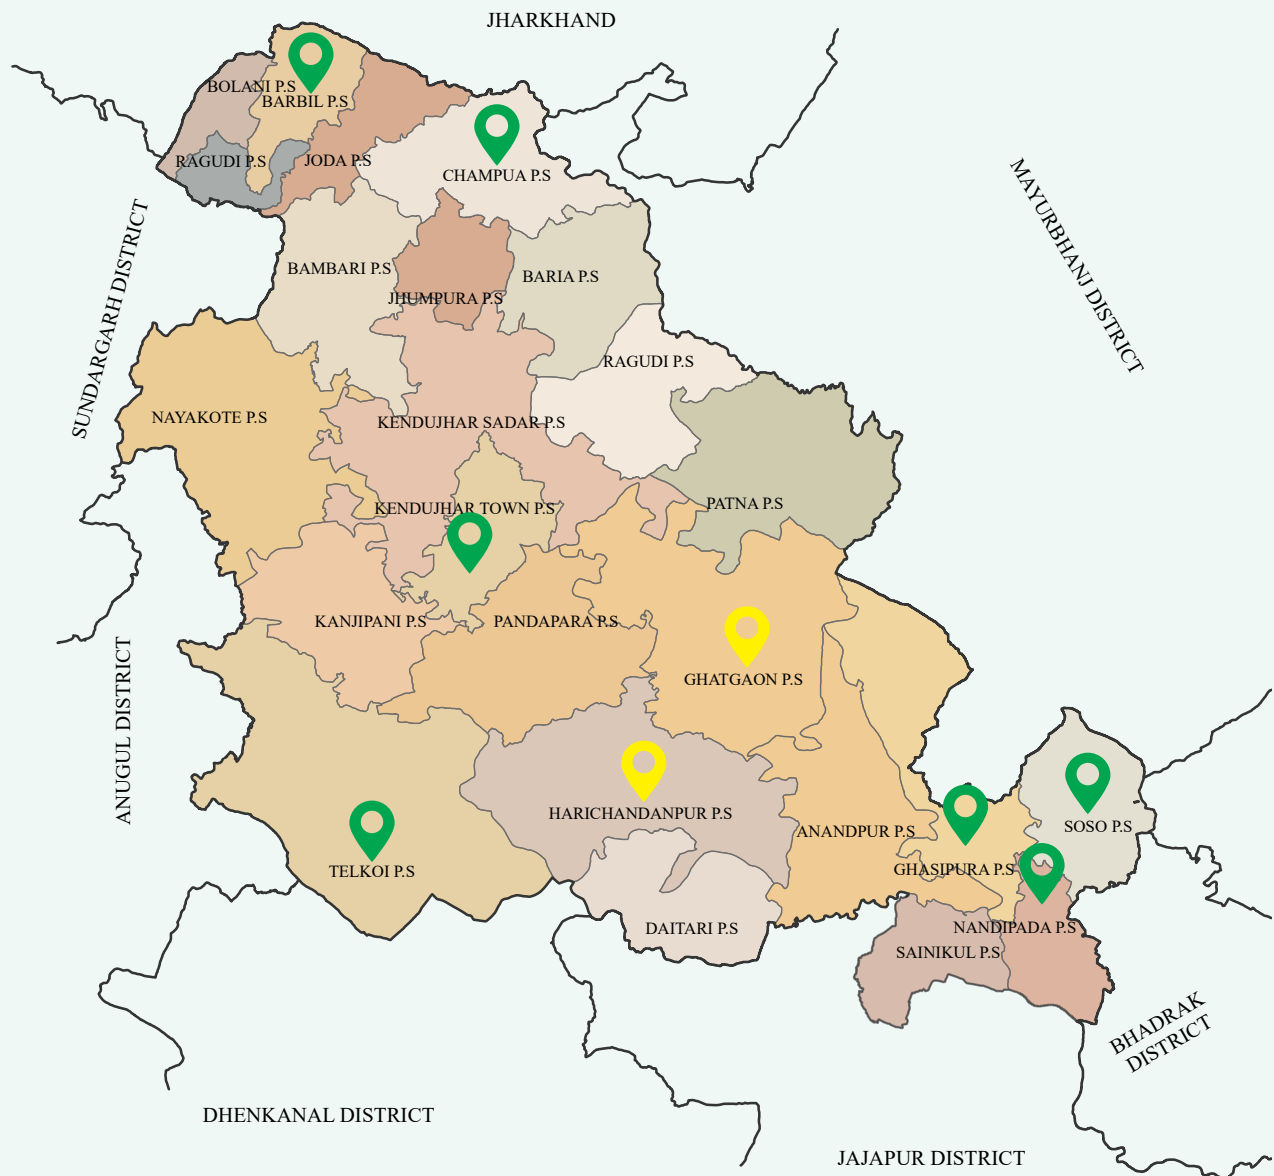 JHARKHAND
BOLANI P.S
BARBIL P.S
RAGUDI P.S
JODA P.S
CHAMPUA P.S
MAYURBHANJ DISTRICT
SUNDARGARH DISTRICT
BAMBARI P.S
BARIA P.S
JHUMPURA P.S
RAGUDI P.S
NAYAKOTE P.S
KENDUJHAR SADAR P.S
PATNA P.S
KENDUJHAR TOWN P.S
KANJIPANI P.S
PANDAPARA P.S
GHATGAON P.S
ANUGUL DISTRICT
HARICHANDANPUR P.S
ANANDPUR P.S
SOSO P.S
TELKOI P.S
GHASIPURA P.S
DAITARI P.S
NANDIPADA P.S
SAINIKUL P.S
BHADRAK
DISTRICT
DHENKANAL DISTRICT
JAJAPUR DISTRICT